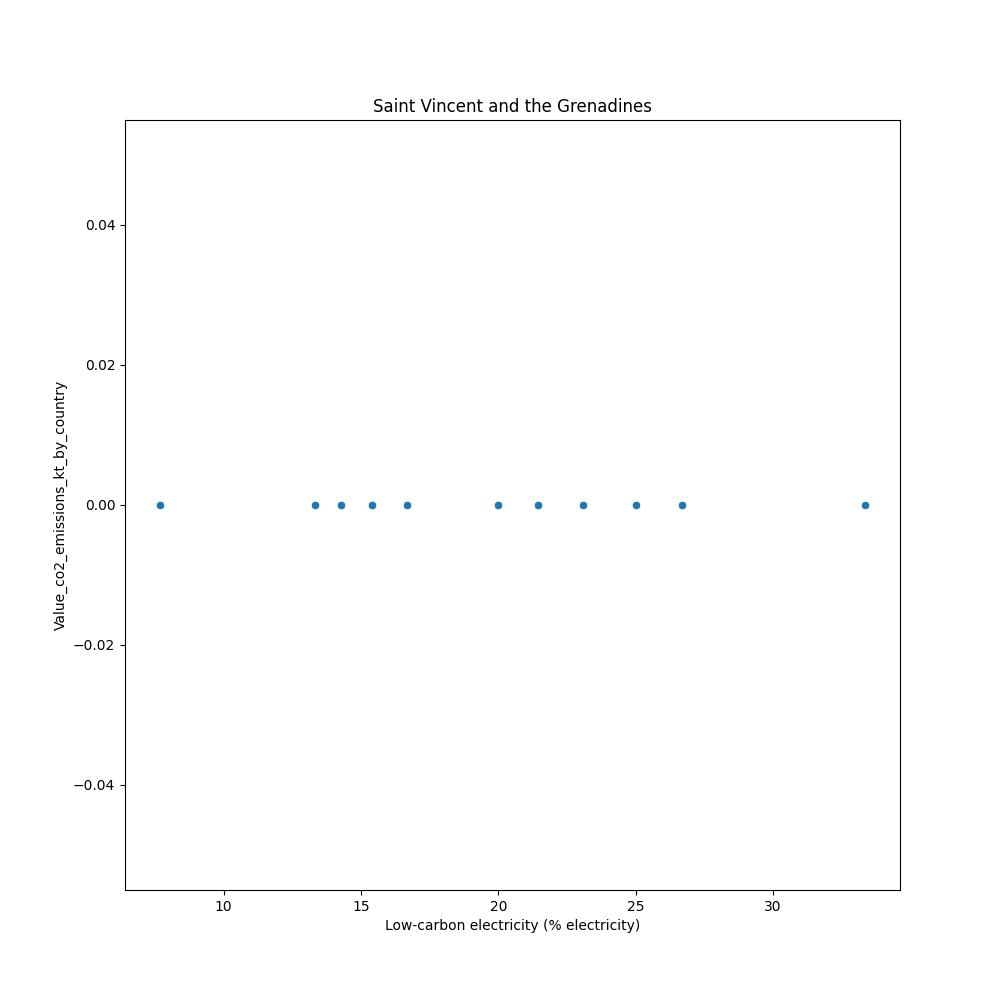 Saint Vincent and the Grenadines
0.04
0.02
0.00
−0.02
−0.04
Value_co2_emissions_kt_by_country
10 15 20 25 30
Low-carbon electricity (% electricity)